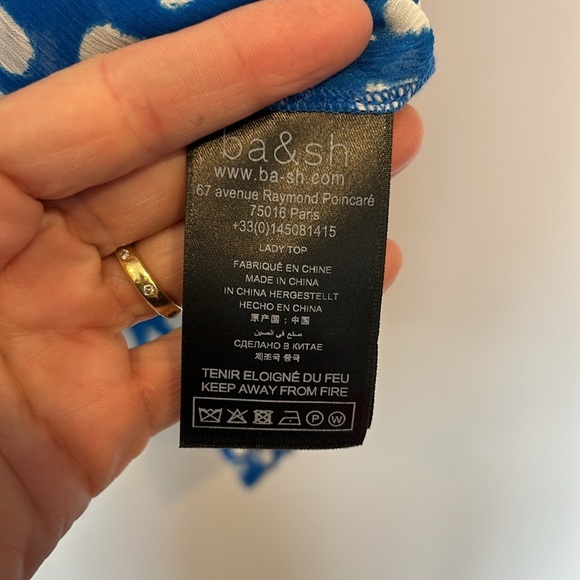 ba&sh
www.ba-sh.com
67 avenue Raymond Poincaré
75016 Paris
+33(0)145081415
LADY TOP
FABRIQUÉ EN CHINE
MADE IN CHINA
IN CHINA HERGESTELLT
HECHO EN CHINA
原产国：中国
صنع في الصين
СДЕЛАНО В КИТАЕ
제조국 중국
TENIR ELOIGNÉ DU FEU
KEEP AWAY FROM FIRE
P W